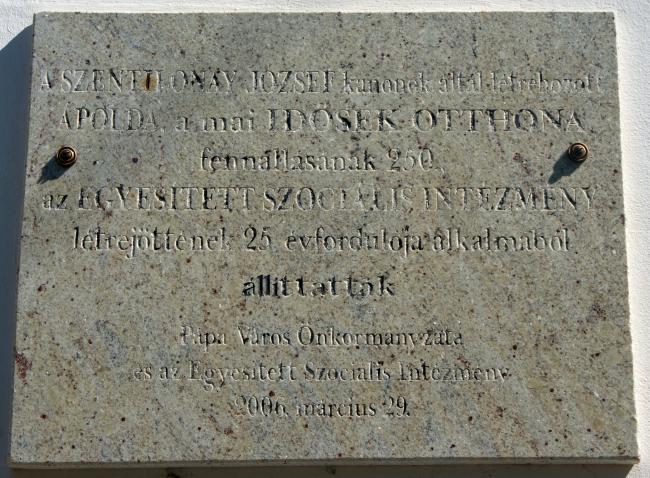 A SZENTILONAY JÓZSEF kanonok által létrehozott
ÁPOLDA, a mai IDŐSEK OTTHONA
fennállásának 250.,
az EGYESÍTETT SZOCIÁLIS INTÉZMÉNY
létrejöttének 25. évfordulója alkalmából
állíttatták
Pápa Város Önkormányzata
és az Egyesített Szociális Intézmény
2006. március 29.